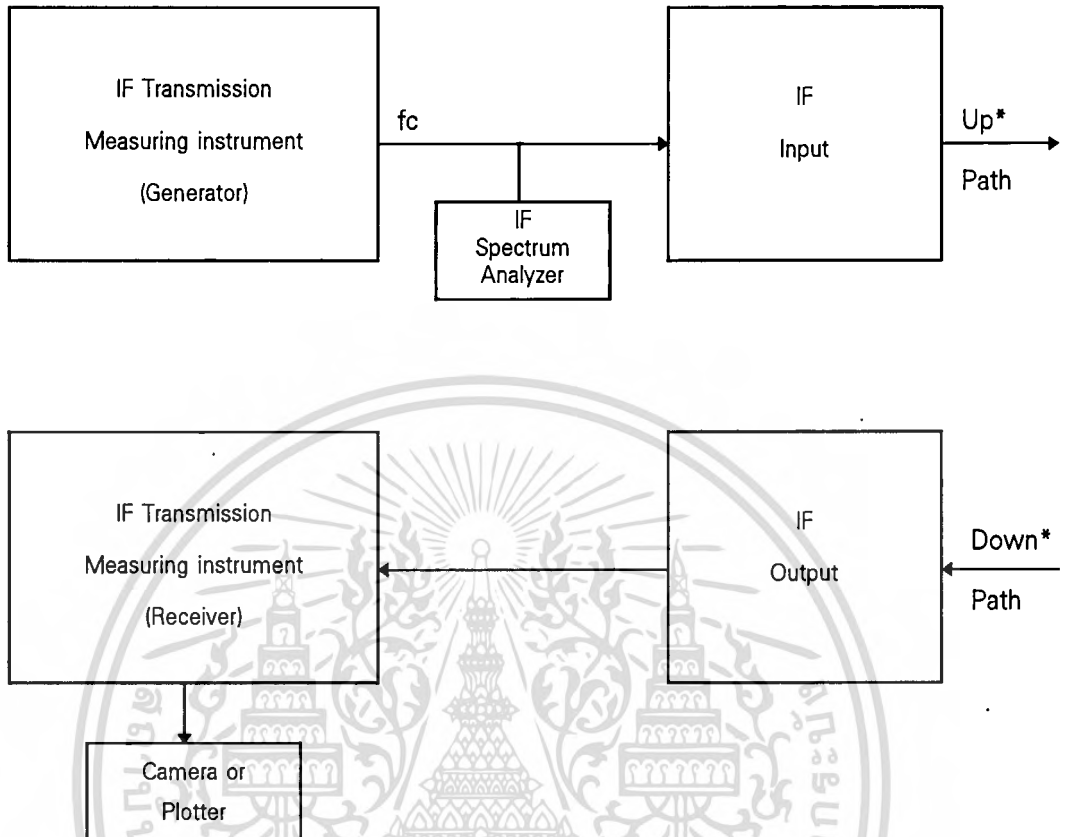 IF Transmission
Measuring instrument
(Generator)
fc
IF
Spectrum
Analyzer
IF
Input
Up*
Path
IF Transmission
Measuring instrument
(Receiver)
IF
Output
Down*
Path
Camera or
Plotter